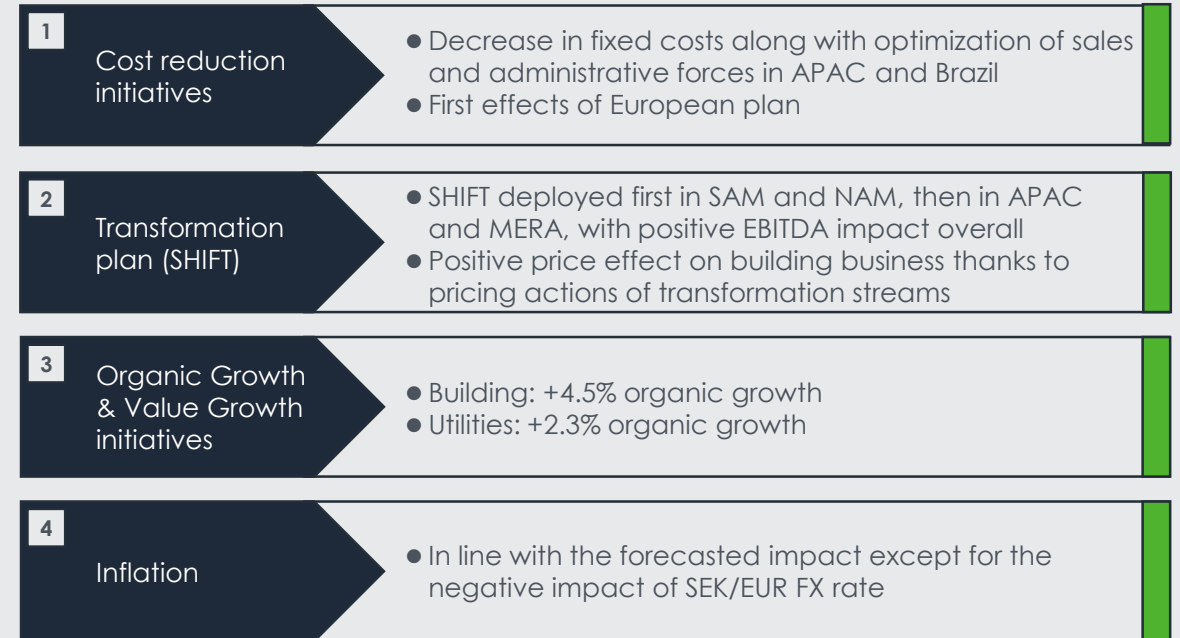 1
Cost reduction
initiatives
● Decrease in fixed costs along with optimization of sales
and administrative forces in APAC and Brazil
● First effects of European plan
2
Transformation
plan (SHIFT)
● SHIFT deployed first in SAM and NAM, then in APAC
and MERA, with positive EBITDA impact overall
● Positive price effect on building business thanks to
pricing actions of transformation streams
3
Organic Growth
& Value Growth
initiatives
● Building: +4.5% organic growth
● Utilities: +2.3% organic growth
4
Inflation
● In line with the forecasted impact except for the
negative impact of SEK/EUR FX rate